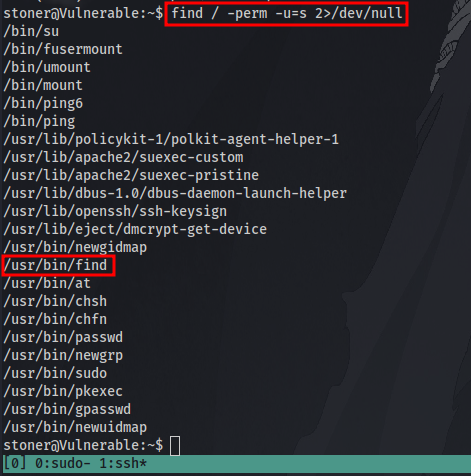 stoner@Vulnerable:~$ find / -perm -u=s 2>/dev/null
/bin/su
/bin/fusermount
/bin/umount
/bin/mount
/bin/ping6
/bin/ping
/usr/lib/policykit-1/polkit-agent-helper-1
/usr/lib/apache2/suexec-custom
/usr/lib/apache2/suexec-pristine
/usr/lib/dbus-1.0/dbus-daemon-launch-helper
/usr/lib/openssh/ssh-keysign
/usr/lib/eject/dmcrypt-get-device
/usr/bin/newgidmap
/usr/bin/find
/usr/bin/at
/usr/bin/chsh
/usr/bin/chfn
/usr/bin/passwd
/usr/bin/newgrp
/usr/bin/sudo
/usr/bin/pkexec
/usr/bin/gpasswd
/usr/bin/newuidmap
stoner@Vulnerable:~$
[0] 0:sudo- 1:ssh*